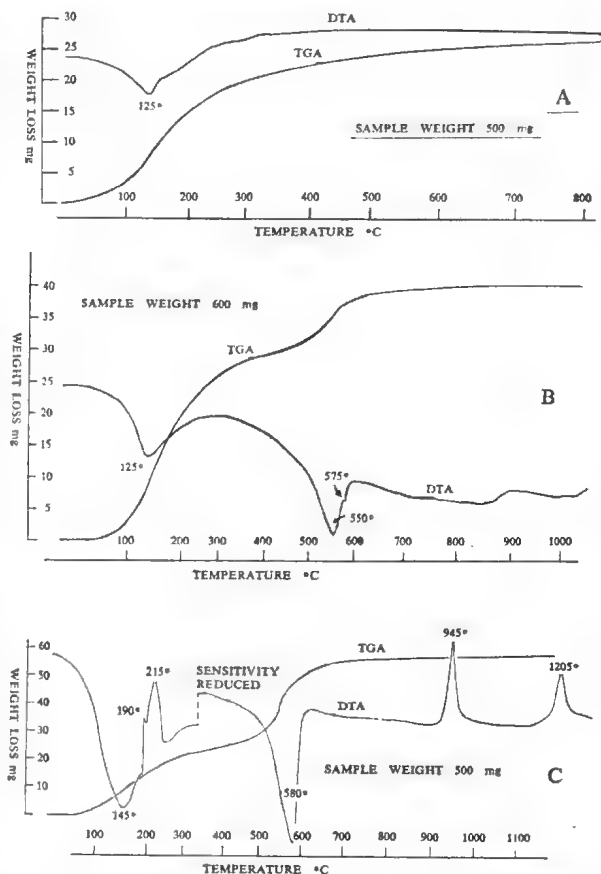 30
DTA
25
TGA
20
125°
A
15
SAMPLE WEIGHT 500 mg
10
5
WEIGHT LOSS mg
100 200 300 400 500 600 700 800
TEMPERATURE °C
40
SAMPLE WEIGHT 600 mg
35
TGA
30
25
B
20
15
125°
575°
10
DTA
5
550°
WEIGHT LOSS mg
100 200 300 400 500 600 700 800 900 1000
TEMPERATURE °C
60
945°
TGA
215°
SENSITIVITY
REDUCED
1205°
50
40
190°
DTA
30
20
SAMPLE WEIGHT 500 mg
C
10
580°
145°
WEIGHT LOSS mg
100 200 300 400 500 600 700 800 900 1000 1100
TEMPERATURE °C